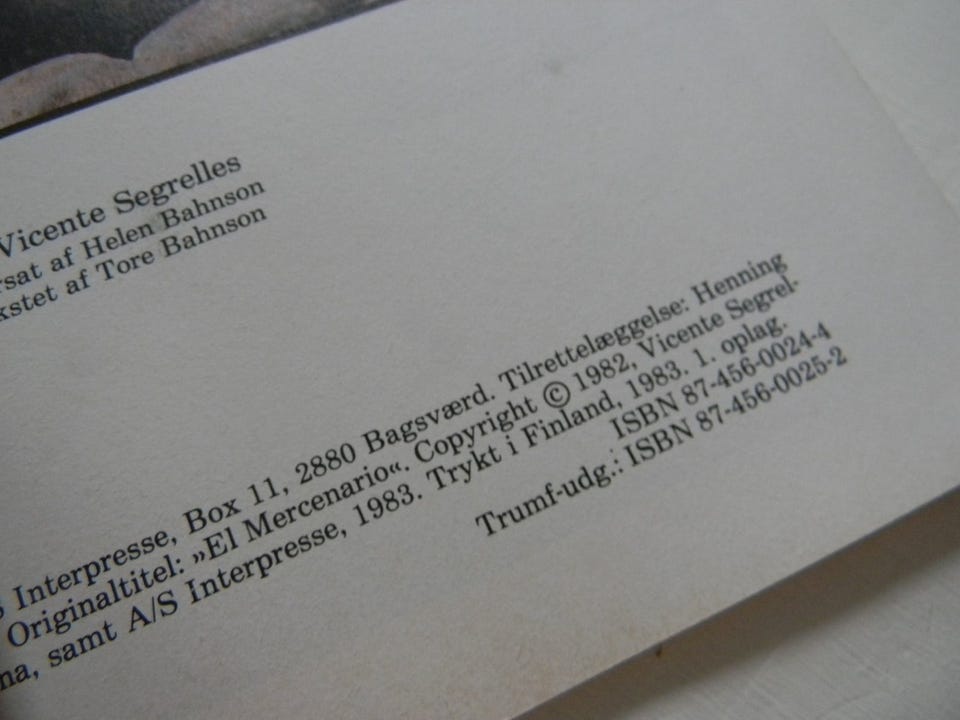 Vicente Segrelles
rsat af Helen Bahnson
kstet af Tore Bahnson
S Interpresse, Box 11, 2880 Bagsværd. Tilrettelæggelse: Henning
Originaltitel: »El Mercenario«. Copyright © 1982, Vicente Segrel-
na, samt A/S Interpresse, 1983. Trykt i Finland, 1983. 1. oplag.
ISBN 87-456-0024-4
Trumf-udg.: ISBN 87-456-0025-2